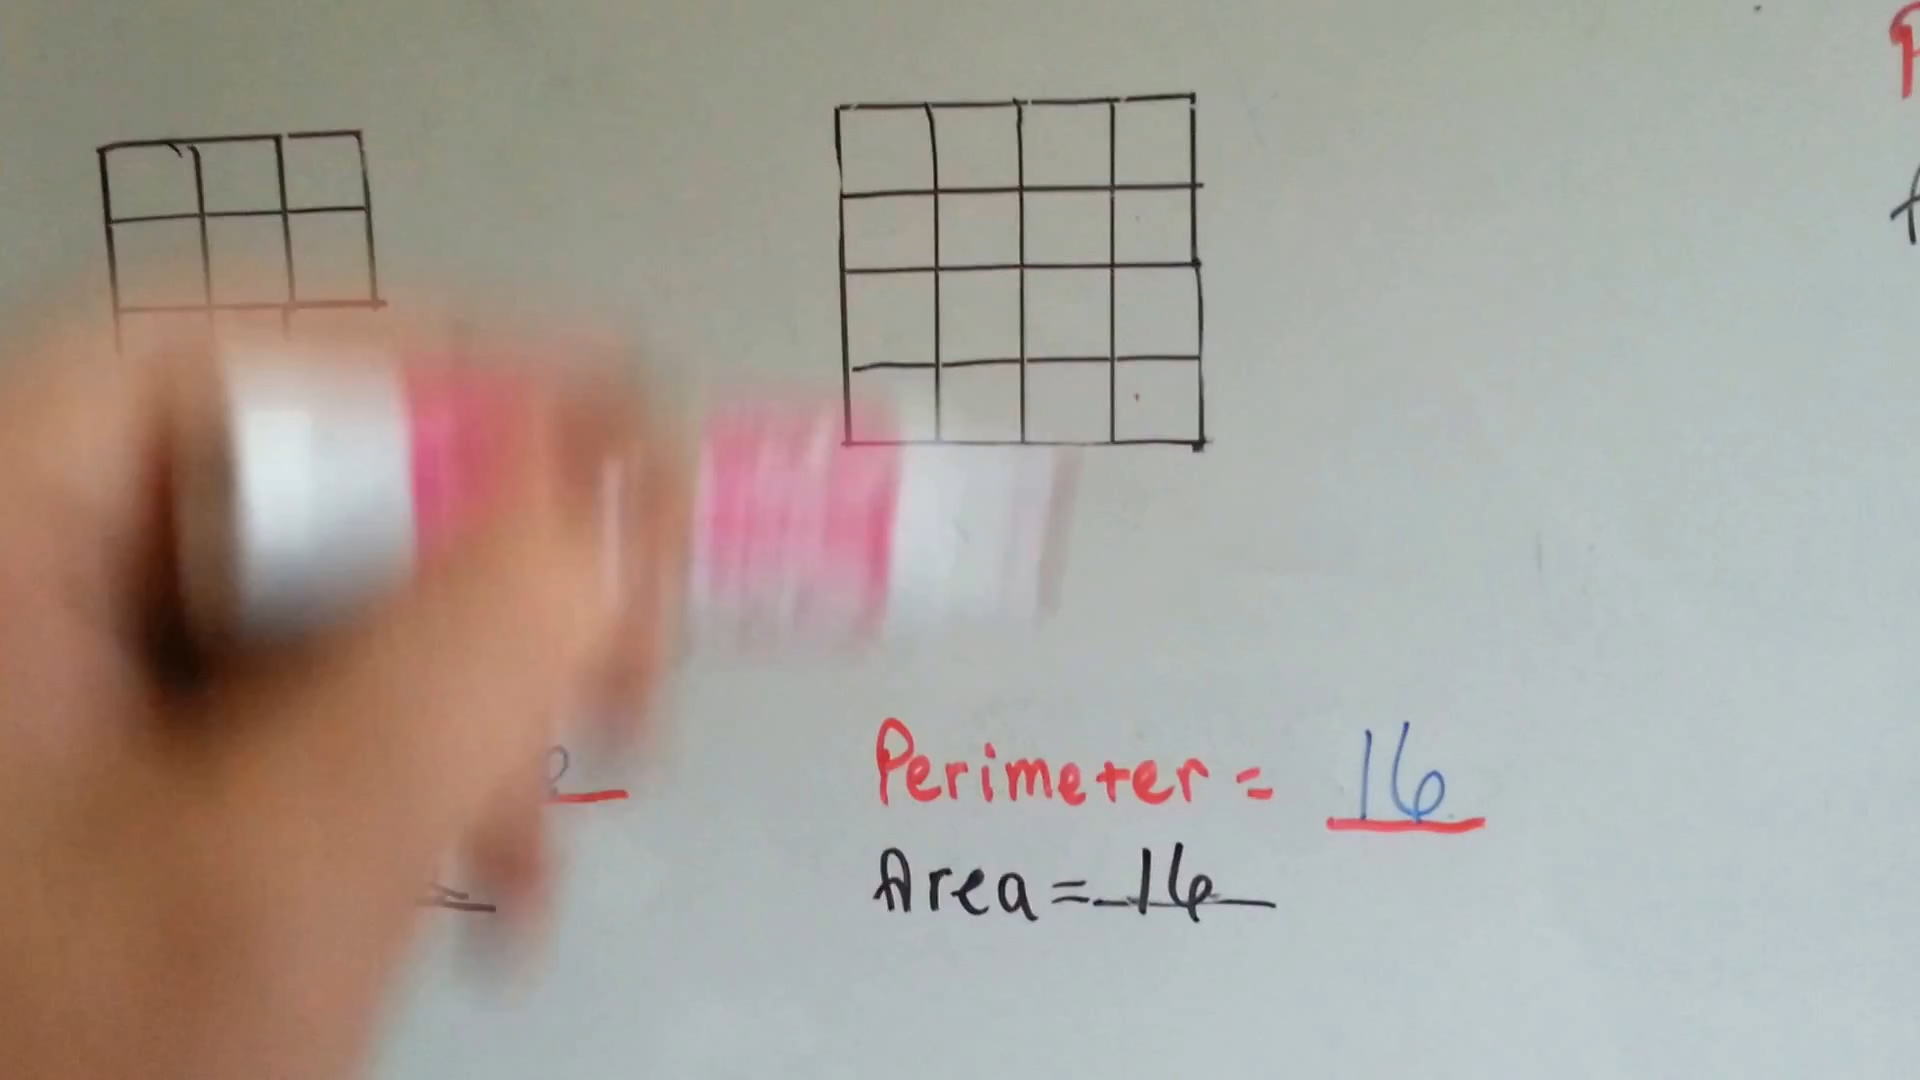 Perimeter = 16
Area = 16